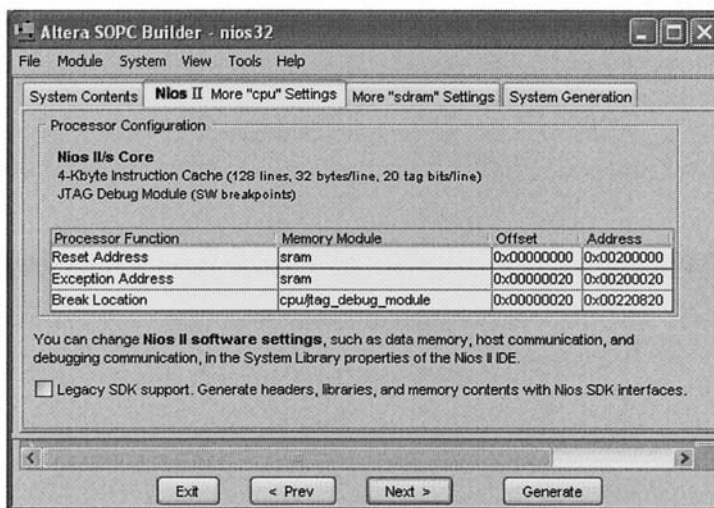 Altera SOPC Builder - nios32
File Module System View Tools Help
System Contents Nios II More "cpu" Settings More "sdram" Settings System Generation
Processor Configuration
Nios II/s Core
4-Kbyte Instruction Cache (128 lines, 32 bytes/line, 20 tag bits/line)
JTAG Debug Module (SW breakpoints)
Processor Function Memory Module Offset Address
Reset Address sram 0x00000000 0x00200000
Exception Address sram 0x00000020 0x00200020
Break Location cpu/jtag_debug_module 0x00000020 0x00220820
You can change Nios II software settings, such as data memory, host communication, and
debugging communication, in the System Library properties of the Nios II IDE.
Legacy SDK support. Generate headers, libraries, and memory contents with Nios SDK interfaces.
Exit < Prev Next > Generate